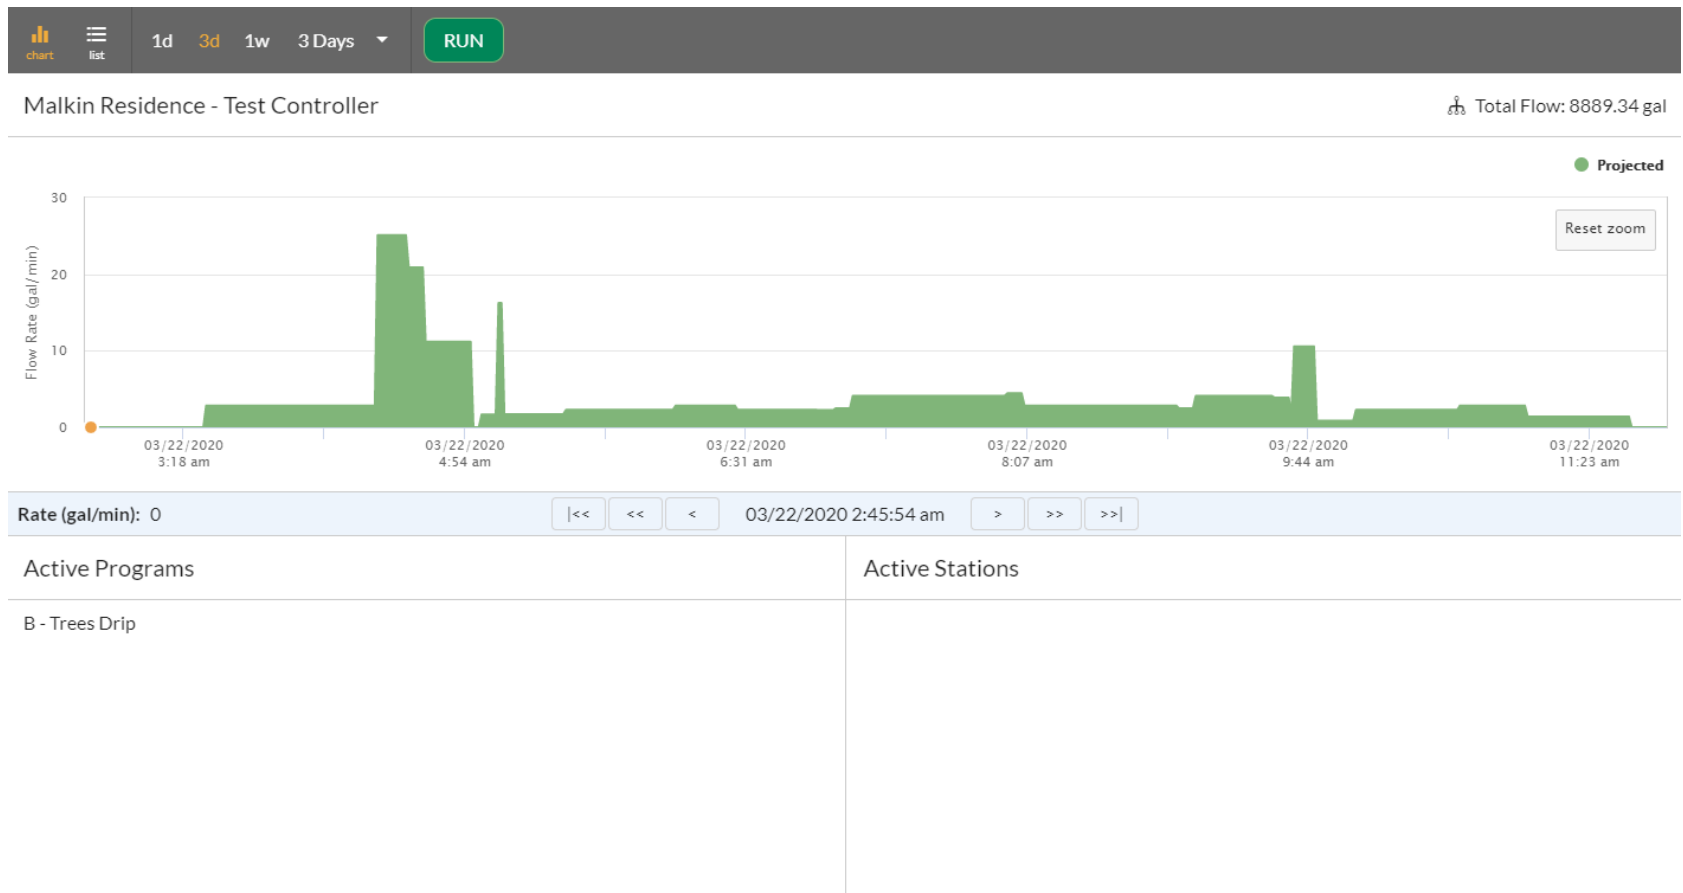 chart
list
1d 3d 1w 3 Days RUN
Malkin Residence - Test Controller
Total Flow: 8889.34 gal
Projected
Reset zoom
Flow Rate (gal/min)
30
20
10
0
03/22/2020 03/22/2020 03/22/2020 03/22/2020 03/22/2020 03/22/2020
3:18 am 4:54 am 6:31 am 8:07 am 9:44 am 11:23 am
Rate (gal/min): 0 |<< << < 03/22/2020 2:45:54 am > >> >>|
Active Programs
Active Stations
B - Trees Drip